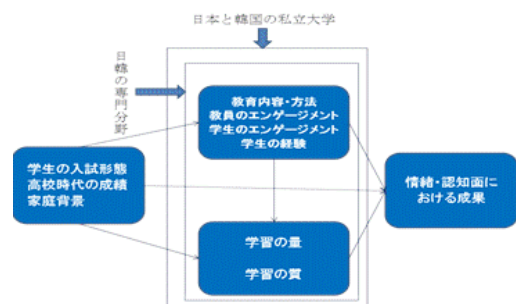 日本と韓国の私立大学
日韓の専門分野
教育内容・方法
教員のエンゲージメント
学生のエンゲージメント
学生の経験
学生の入試形態
高校時代の成績
家庭背景
情緒・認知面に
おける成果
学習の量
学習の質